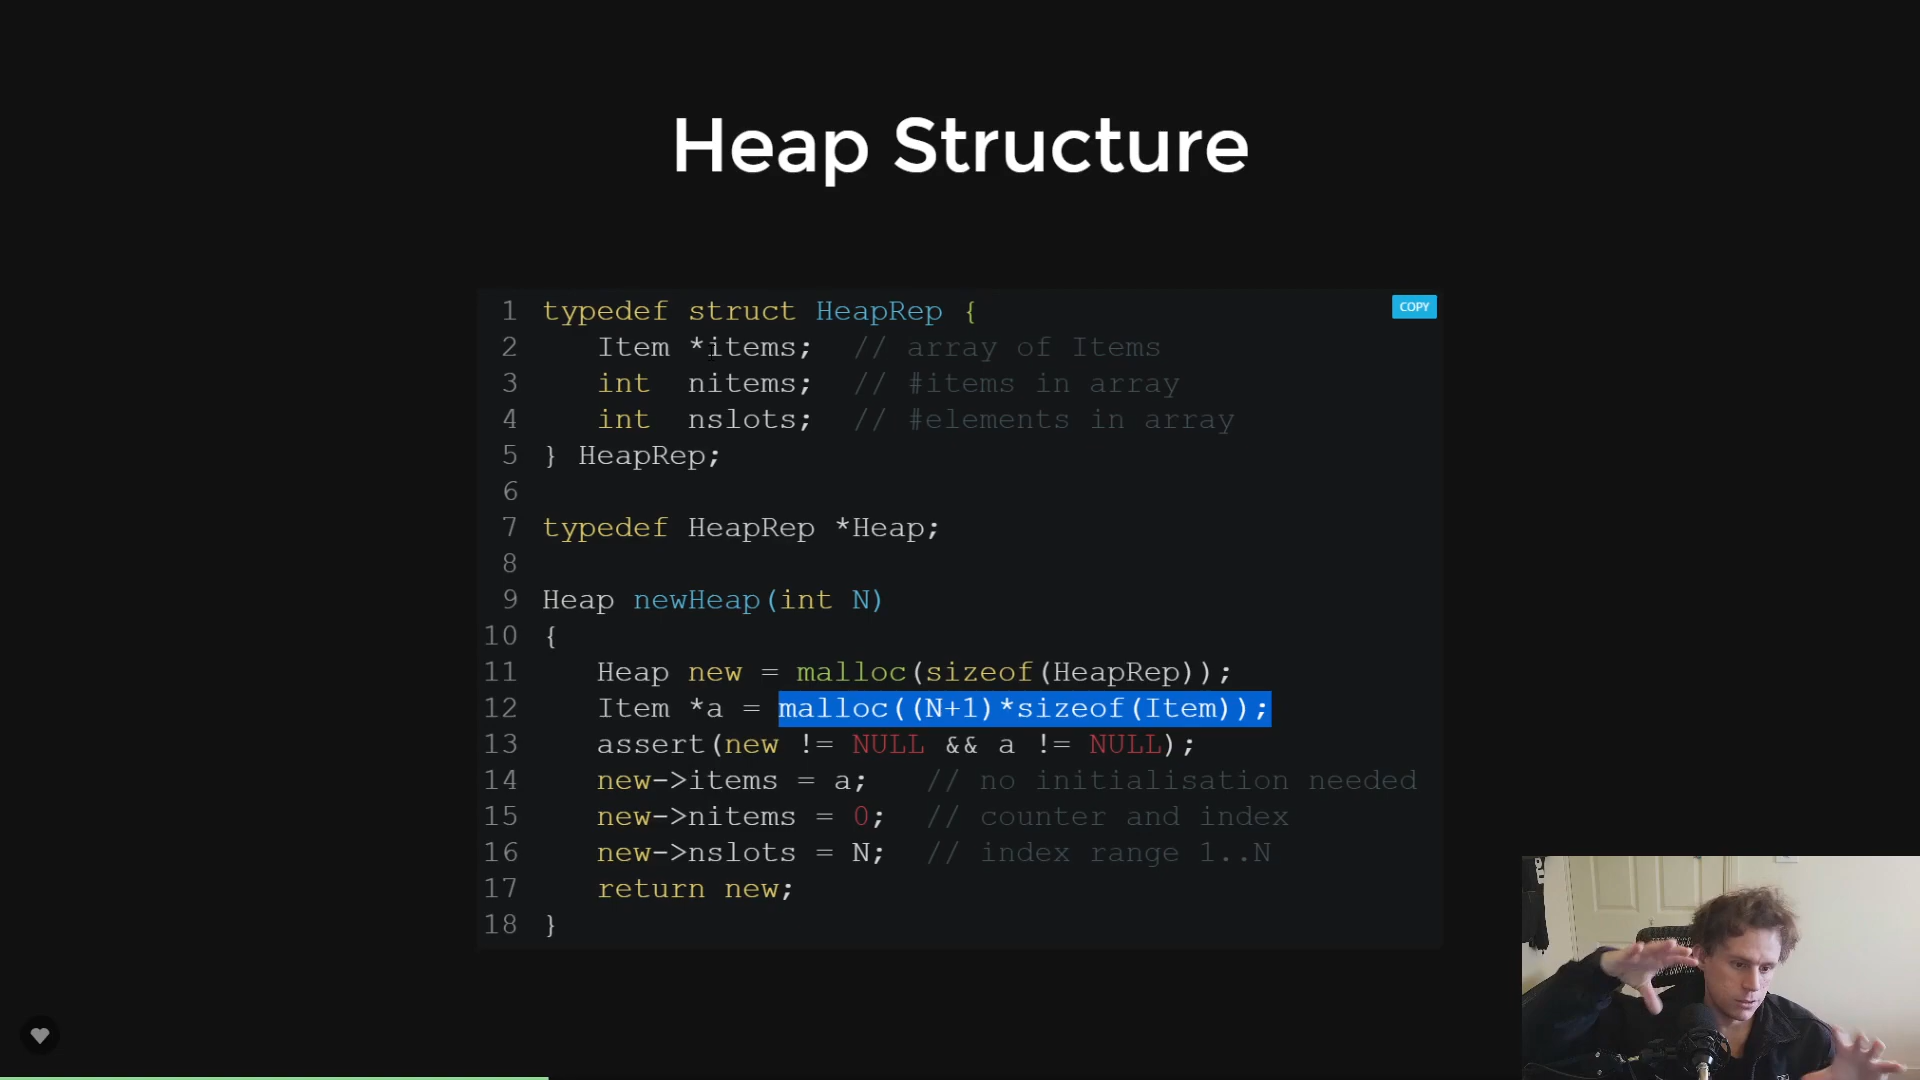 Heap Structure
COPY
1 typedef struct HeapRep {
2    Item *items;  // array of Items
3    int  nitems;  // #items in array
4    int  nslots;  // #elements in array
5 } HeapRep;
6
7 typedef HeapRep *Heap;
8
9 Heap newHeap(int N)
10 {
11    Heap new = malloc(sizeof(HeapRep));
12    Item *a = malloc((N+1)*sizeof(Item));
13    assert(new != NULL && a != NULL);
14    new->items = a;   // no initialisation needed
15    new->nitems = 0;  // counter and index
16    new->nslots = N;  // index range 1..N
17    return new;
18 }